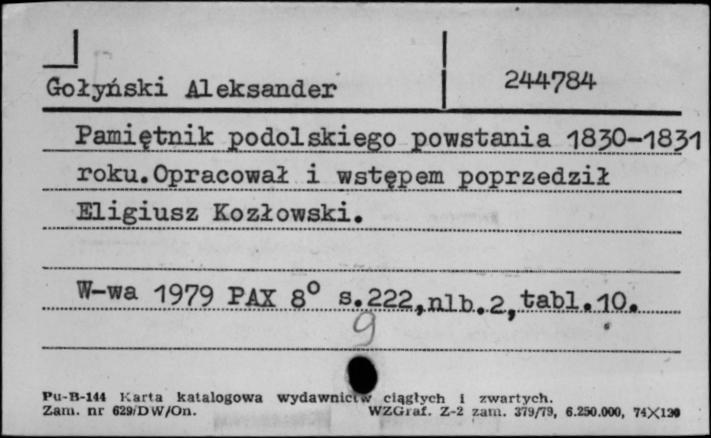 Gołyński Aleksander 244784
Pamiętnik podolskiego powstania 1830-1831
roku.Opracował i wstępem poprzedził
Eligiusz Kozłowski.
W-wa 1979 PAX 8° s.222,nlb.2,tabl.10.
9
Pu-B-144 Karta katalogowa wydawnictw ciągłych i zwartych.
Zam. nr 629/DW/On. WZGraf. Z-2 zam. 379/79, 6.250.000, 74X120